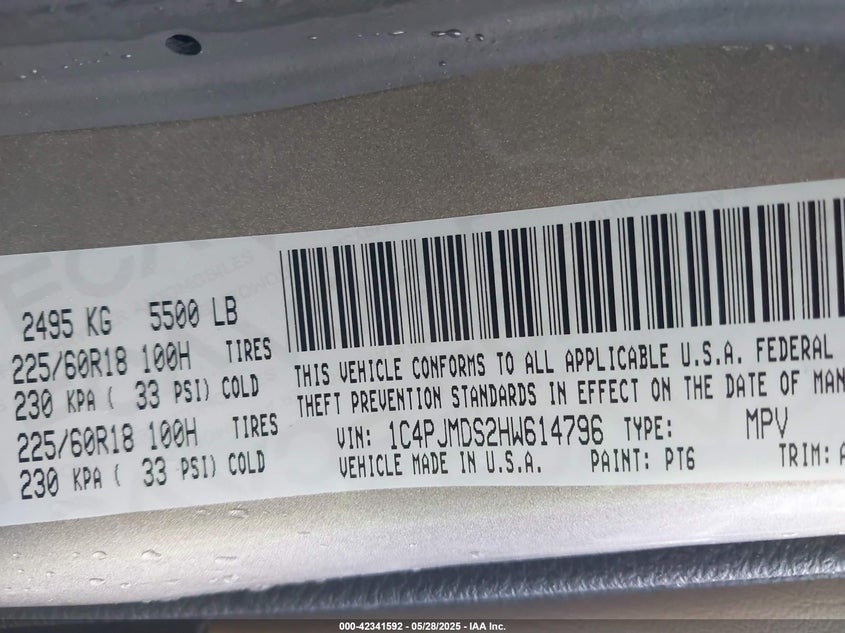 2495 KG 5500 LB
225/60R18 100H TIRES
230 KPA ( 33 PSI) COLD
225/60R18 100H TIRES
230 KPA ( 33 PSI) COLD
THIS VEHICLE CONFORMS TO ALL APPLICABLE U.S.A. FEDERAL
THEFT PREVENTION STANDARDS IN EFFECT ON THE DATE OF MAN
VIN: 1C4PJMDS2HW614796 TYPE: MPV
VEHICLE MADE IN U.S.A. PAINT: PT6 TRIM: A
000-42341592 - 05/28/2025 - IAA Inc.